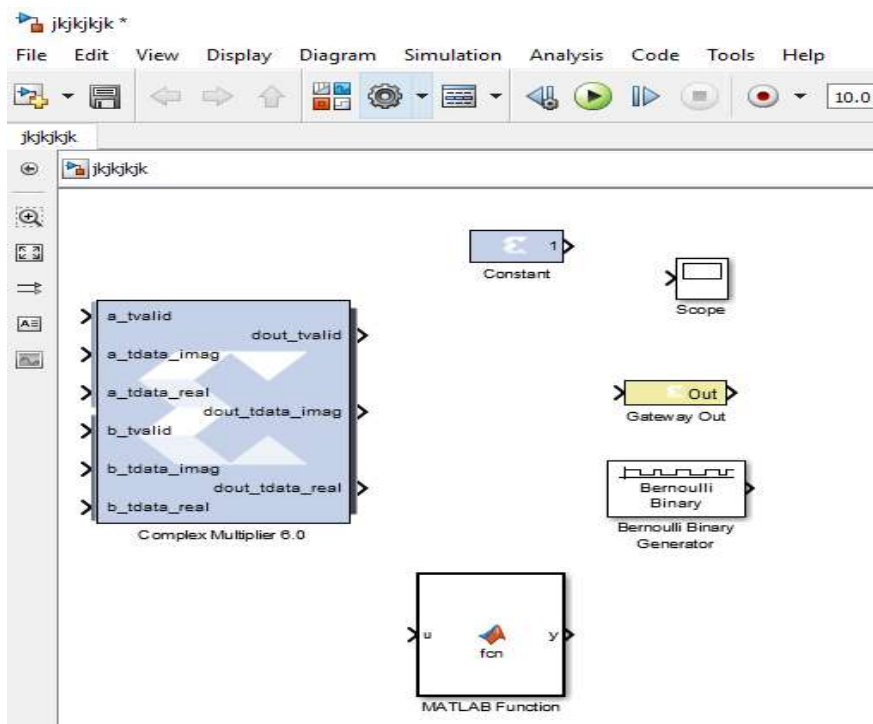 jkjkjkjk *
File Edit View Display Diagram Simulation Analysis Code Tools Help
10.0
jkjkjkjk
jkjkjkjk
1
Constant
Scope
a_tvalid
dout_tvalid
a_tdata_imag
a_tdata_real
dout_tdata_imag
b_tvalid
b_tdata_imag
dout_tdata_real
b_tdata_real
Complex Multiplier 6.0
Out
Gateway Out
Bernoulli
Binary
Bernoulli Binary
Generator
u
fcn
y
MATLAB Function